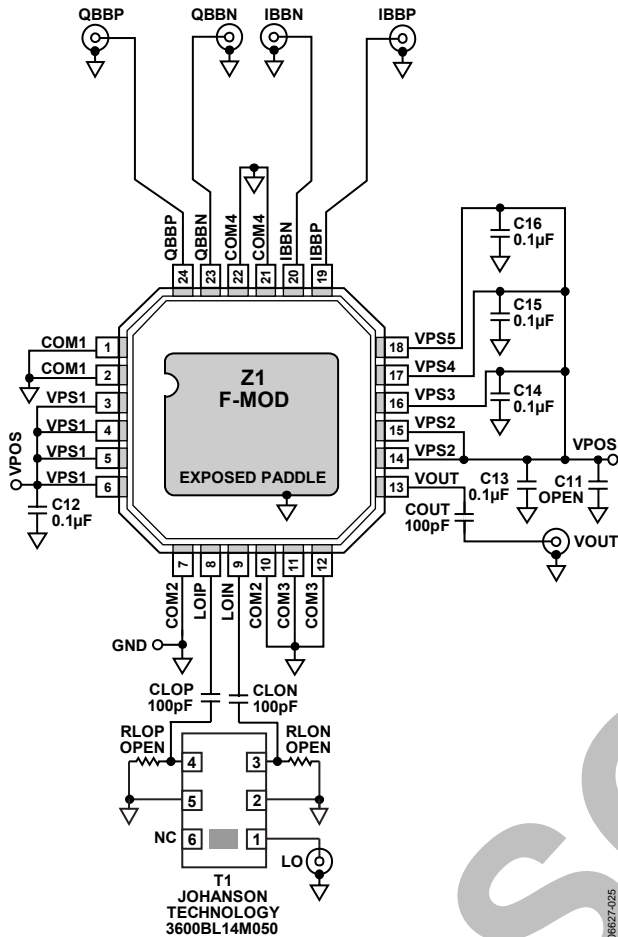 QBBP QBBN IBBN IBBP
QBBP QBBN COM4 COM4 IBBN IBBP
24 23 22 21 20 19
C16
0.1µF
C15
0.1µF
C14
0.1µF
COM1 1
COM1 2
VPS1 3
VPS1 4
VPS1 5
VPS1 6
VPOS
C12
0.1µF
Z1
F-MOD
EXPOSED PADDLE
18 VPS5
17 VPS4
16 VPS3
15 VPS2
14 VPS2
13 VOUT
VPOS
C13
0.1µF
C11
OPEN
COUT
100pF
VOUT
7 8 9 10 11 12
COM2 LOIP LOIN COM2 COM3 COM3
GND
CLOP
100pF
CLON
100pF
RLOP
OPEN
RLON
OPEN
4 3
5 2
NC 6 1
LO
T1
JOHANSON
TECHNOLOGY
3600BL14M050
06627-025